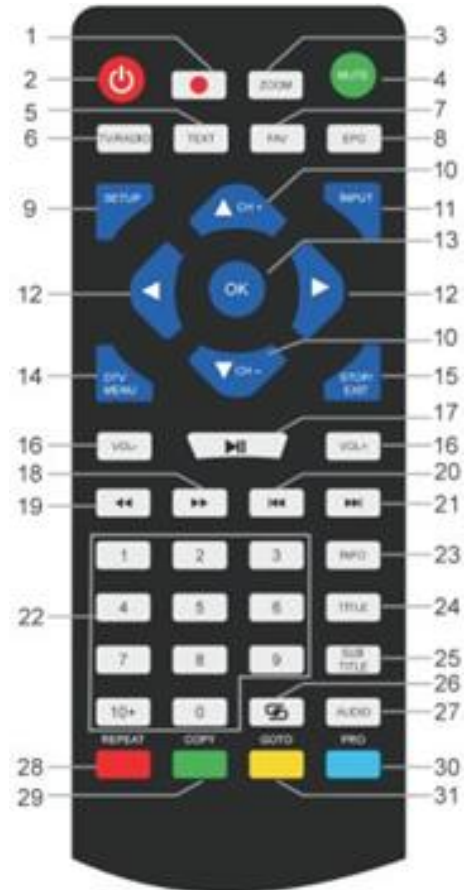 1
3
2
4
MUTE
ZOOM
5
7
6
TV/RADIO
TEXT
FAV
EPG
8
10
9
SETUP
CH +
INPUT
11
13
12
OK
12
10
14
DTV
MENU
CH -
STOP/
EXIT
15
17
16
VOL-
VOL+
16
18
20
19
21
1
2
3
INFO
23
22
4
5
6
TITLE
24
7
8
9
SUB
TITLE
25
26
10+
0
AUDIO
27
REPEAT
COPY
GOTO
PRO
28
30
29
31